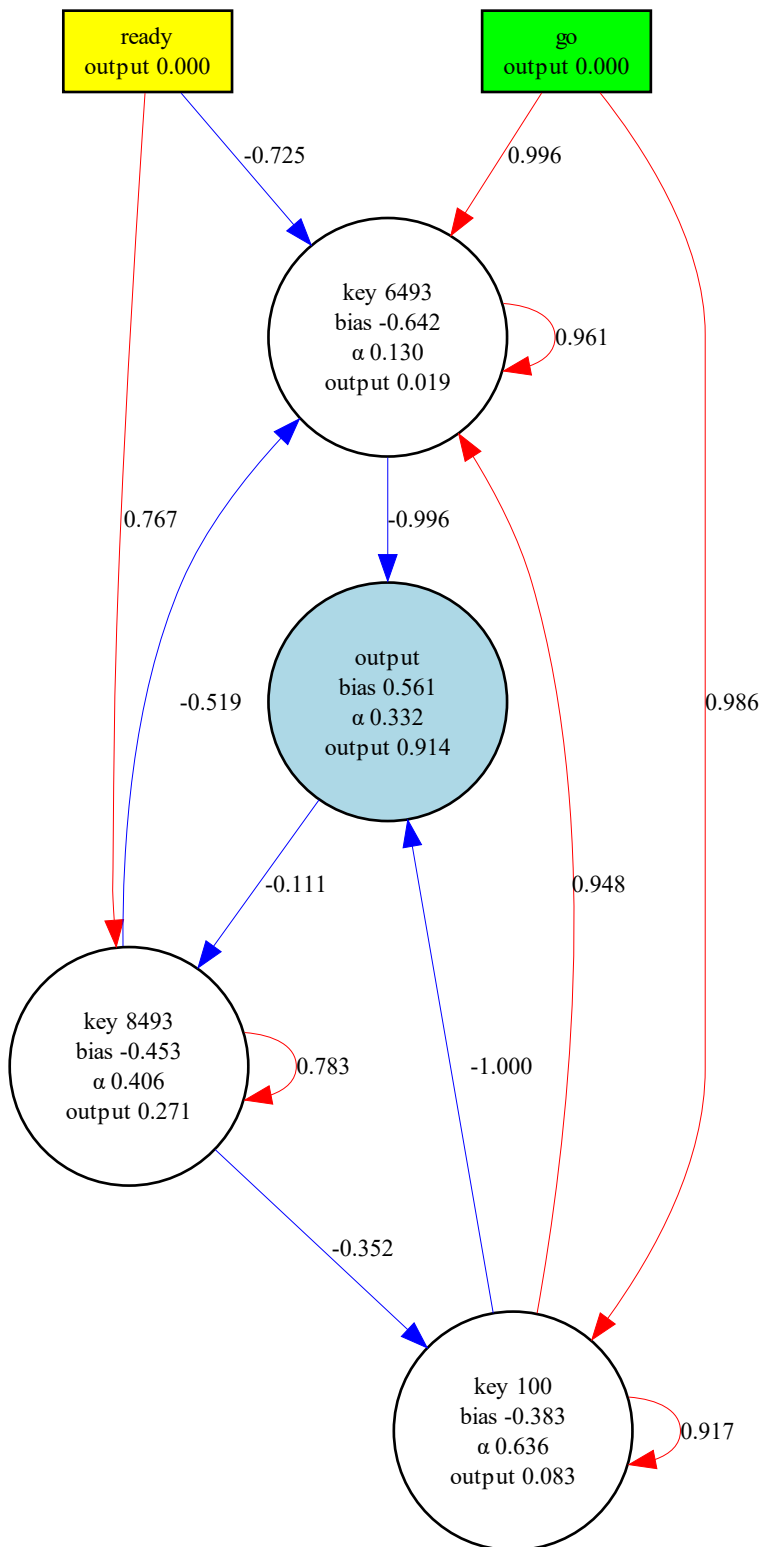 ready
output 0.000
go
output 0.000
-0.725
0.996
key 6493
bias -0.642
α 0.130
output 0.019
0.961
0.767
-0.996
-0.519
output
bias 0.561
α 0.332
output 0.914
0.986
-0.111
0.948
key 8493
bias -0.453
α 0.406
output 0.271
0.783
-1.000
-0.352
key 100
bias -0.383
α 0.636
output 0.083
0.917